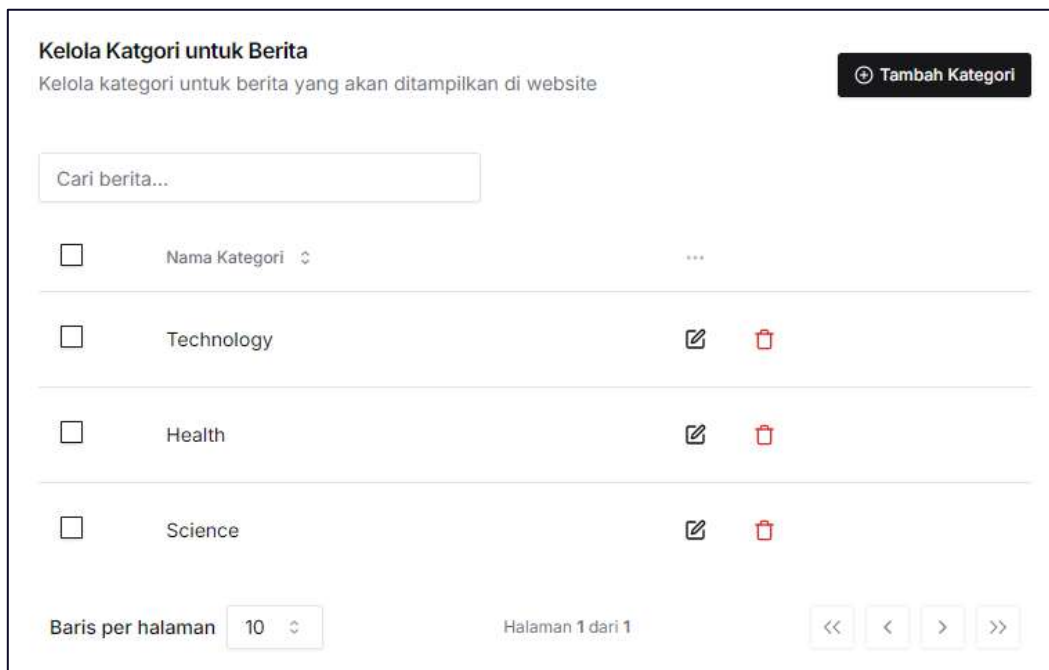 Kelola Katgori untuk Berita
Kelola kategori untuk berita yang akan ditampilkan di website
Tambah Kategori
Cari berita...
Nama Kategori ...
Technology
Health
Science
Baris per halaman 10 Halaman 1 dari 1 << < > >>